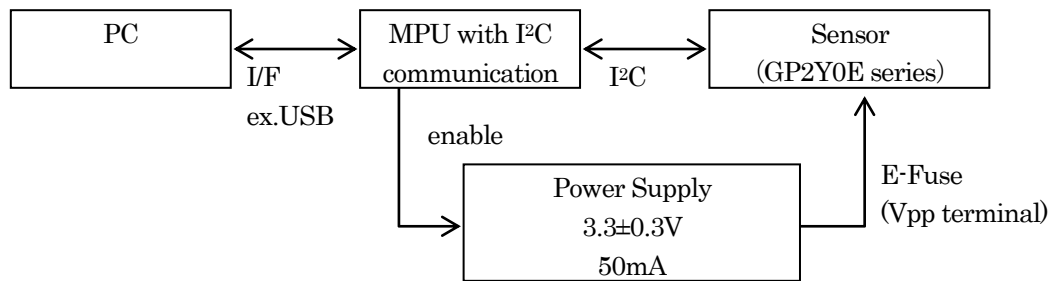 PC
I/F
ex.USB
MPU with I²C
communication
I²C
Sensor
(GP2Y0E series)
enable
Power Supply
3.3±0.3V
50mA
E-Fuse
(Vpp terminal)